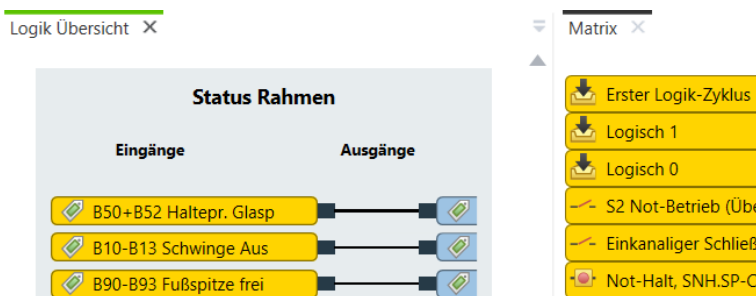 Logik Übersicht
Status Rahmen
Eingänge Ausgänge
B50+B52 Haltepr. Glasp
B10-B13 Schwinge Aus
B90-B93 Fußspitze frei
Matrix
Erster Logik-Zyklus
Logisch 1
Logisch 0
S2 Not-Betrieb (Übe
Einkanaliger Schließ
Not-Halt, SNH.SP-C